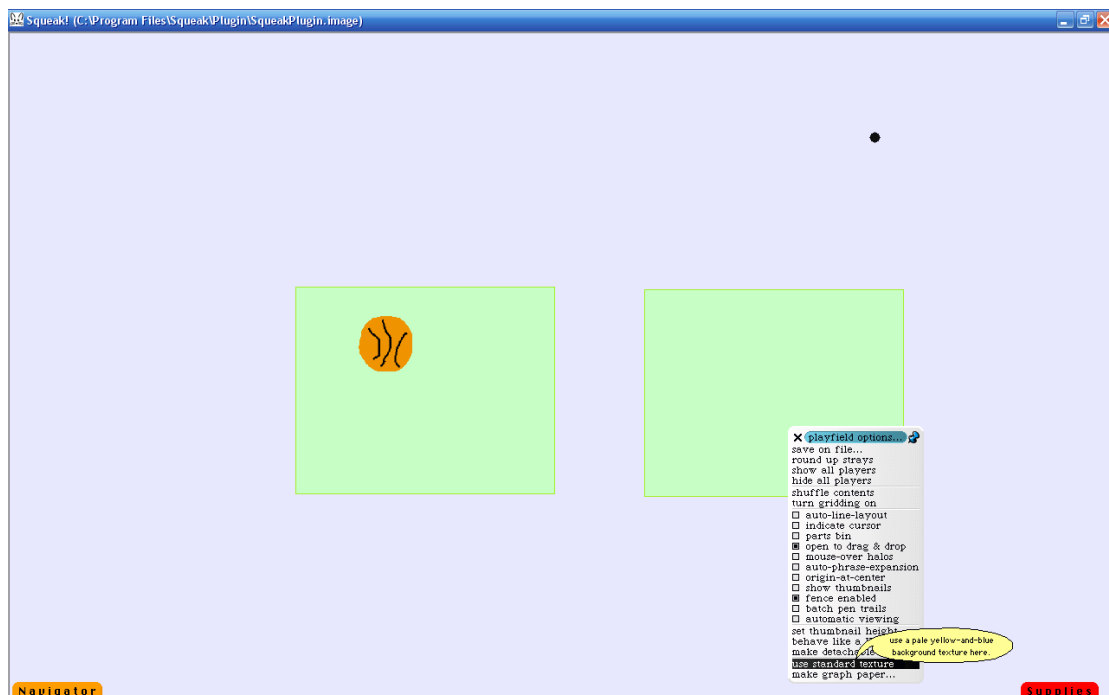 Squeak! (C:\Program Files\Squeak\Plugin\SqueakPlugin.image)
playfield options...
save on file...
round up strays
show all players
hide all players
shuffle contents
turn gridding on
auto-line-layout
indicate cursor
parts bin
open to drag & drop
mouse-over halos
auto-phrase-expansion
origin-at-center
show thumbnails
fence enabled
batch pen trails
automatic viewing
set thumbnail height
behave like a
make detachable
use a pale yellow-and-blue
background texture here.
use standard texture
make graph paper...
Navigator
Supplies